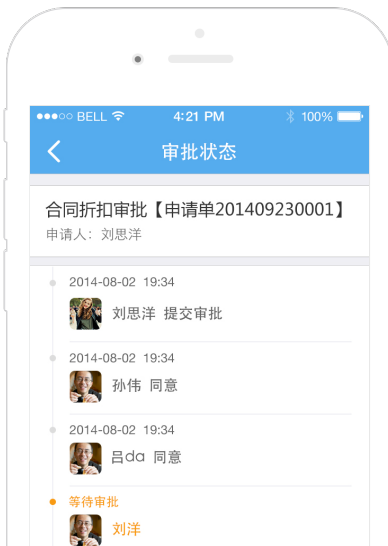 BELL 4:21 PM 100%
审批状态
合同折扣审批【申请单201409230001】
申请人：刘思洋
2014-08-02 19:34
刘思洋 提交审批
2014-08-02 19:34
孙伟 同意
2014-08-02 19:34
吕da 同意
等待审批
刘洋